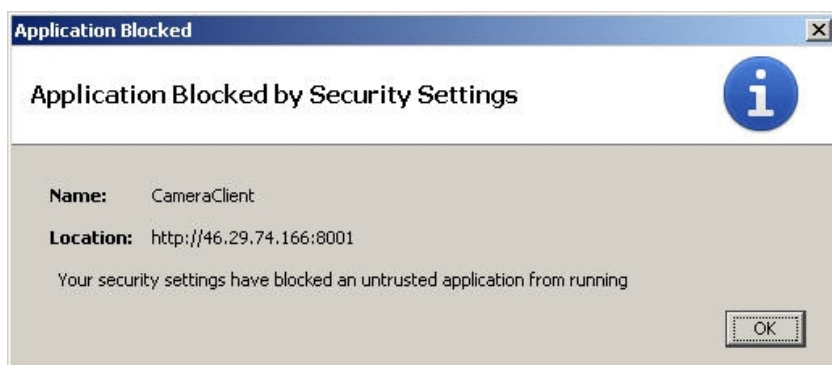 Application Blocked
Application Blocked by Security Settings
Name: CameraClient
Location: http://46.29.74.166:8001
Your security settings have blocked an untrusted application from running
OK